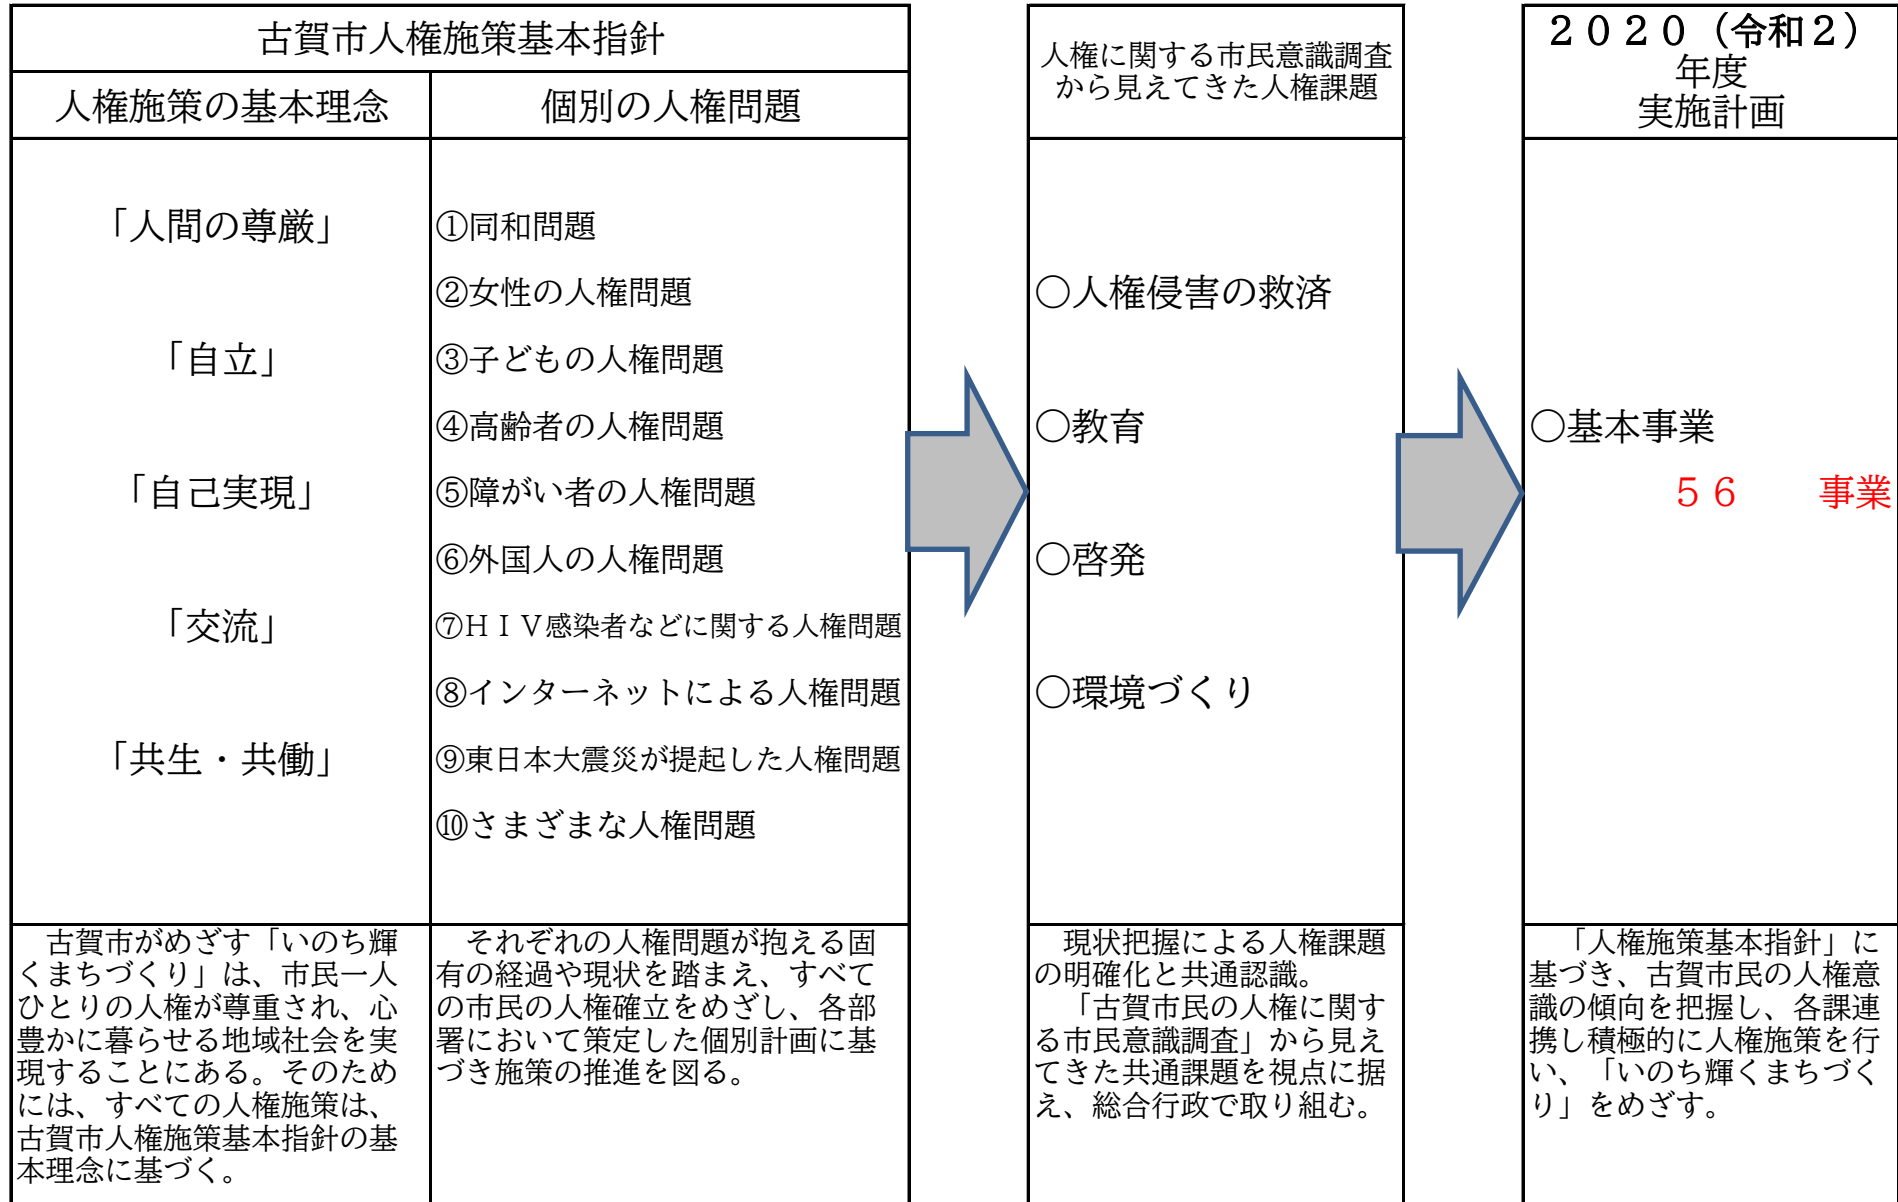 古賀市人権施策基本指針
人権施策の基本理念
個別の人権問題
「人間の尊厳」
「自立」
「自己実現」
「交流」
「共生・共働」
①同和問題
②女性の人権問題
③子どもの人権問題
④高齢者の人権問題
⑤障がい者の人権問題
⑥外国人の人権問題
⑦ＨＩＶ感染者などに関する人権問題
⑧インターネットによる人権問題
⑨東日本大震災が提起した人権問題
⑩さまざまな人権問題
古賀市がめざす「いのち輝
くまちづくり」は、市民一人
ひとりの人権が尊重され、心
豊かに暮らせる地域社会を実
現することにある。そのため
には、すべての人権施策は、
古賀市人権施策基本指針の基
本理念に基づく。
それぞれの人権問題が抱える固
有の経過や現状を踏まえ、すべて
の市民の人権確立をめざし、各部
署において策定した個別計画に基
づき施策の推進を図る。
人権に関する市民意識調査
から見えてきた人権課題
○人権侵害の救済
○教育
○啓発
○環境づくり
現状把握による人権課題
の明確化と共通認識。
「古賀市民の人権に関す
る市民意識調査」から見え
てきた共通課題を視点に据
え、総合行政で取り組む。
２０２０（令和２）
年度
実施計画
○基本事業
５６　　事業
「人権施策基本指針」に
基づき、古賀市民の人権意
識の傾向を把握し、各課連
携し積極的に人権施策を行
い、「いのち輝くまちづく
り」をめざす。